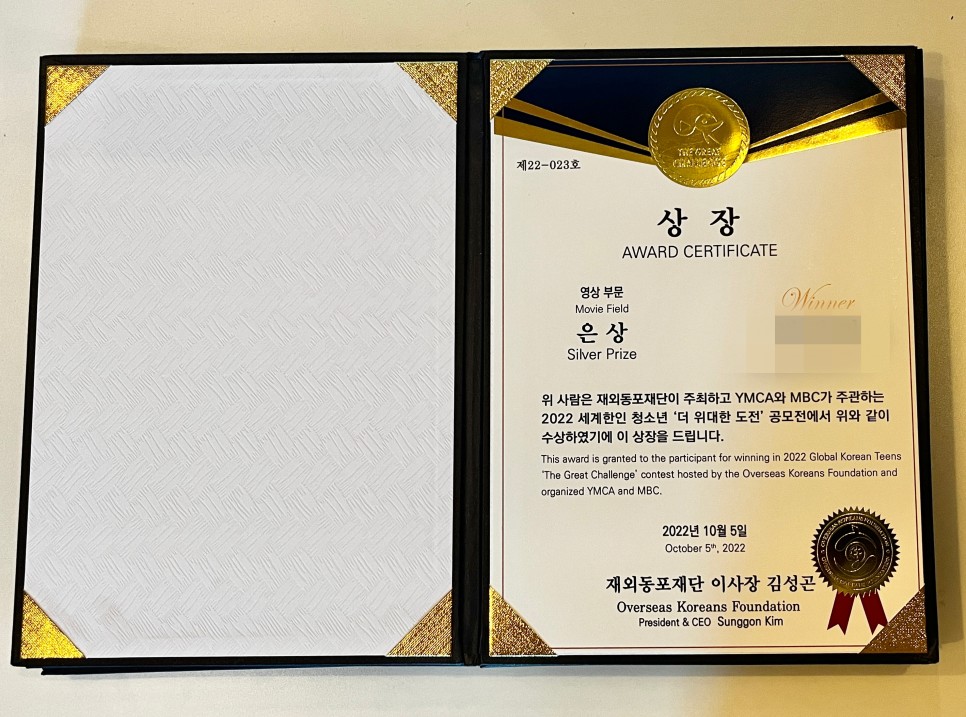 THE GREAT
CHALLENGE
제22-023호
상 장
AWARD CERTIFICATE
영상 부문
Movie Field
은 상
Silver Prize
Winner
위 사람은 재외동포재단이 주최하고 YMCA와 MBC가 주관하는
2022 세계한인 청소년 ‘더 위대한 도전’ 공모전에서 위와 같이
수상하였기에 이 상장을 드립니다.
This award is granted to the participant for winning in 2022 Global Korean Teens
‘The Great Challenge’ contest hosted by the Overseas Koreans Foundation and
organized YMCA and MBC.
2022년 10월 5일
October 5th, 2022
재외동포재단 이사장 김성곤
Overseas Koreans Foundation
President & CEO Sunggon Kim
OVERSEAS KOREANS FOUNDATION